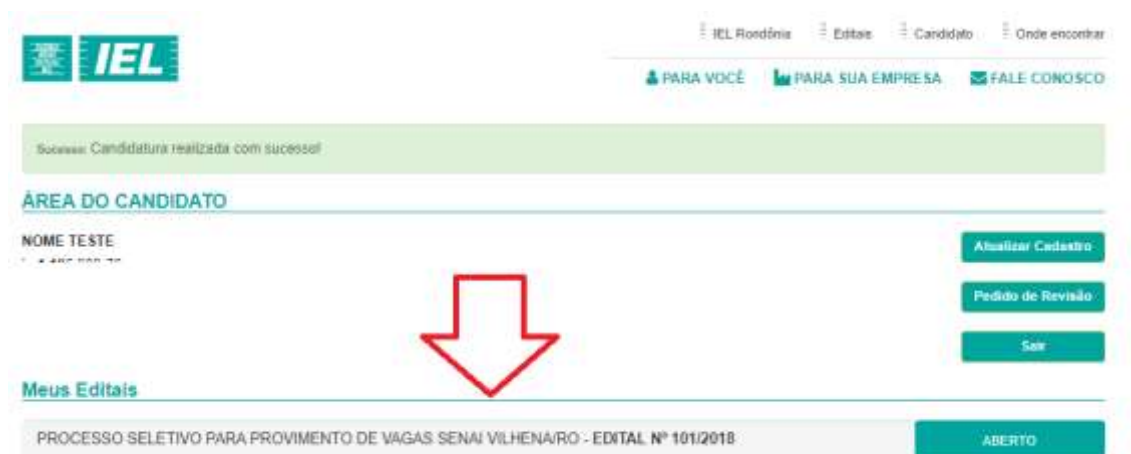 IEL Rondônia Editais Candidato Onde encontrar
IEL
PARA VOCÊ PARA SUA EMPRESA FALE CONOSCO
Sucesso: Candidatura realizada com sucesso!
ÁREA DO CANDIDATO
NOME TESTE
Atualizar Cadastro
Pedido de Revisão
Sair
Meus Editais
PROCESSO SELETIVO PARA PROVIMENTO DE VAGAS SENAI VILHENA/RO - EDITAL Nº 101/2018
ABERTO